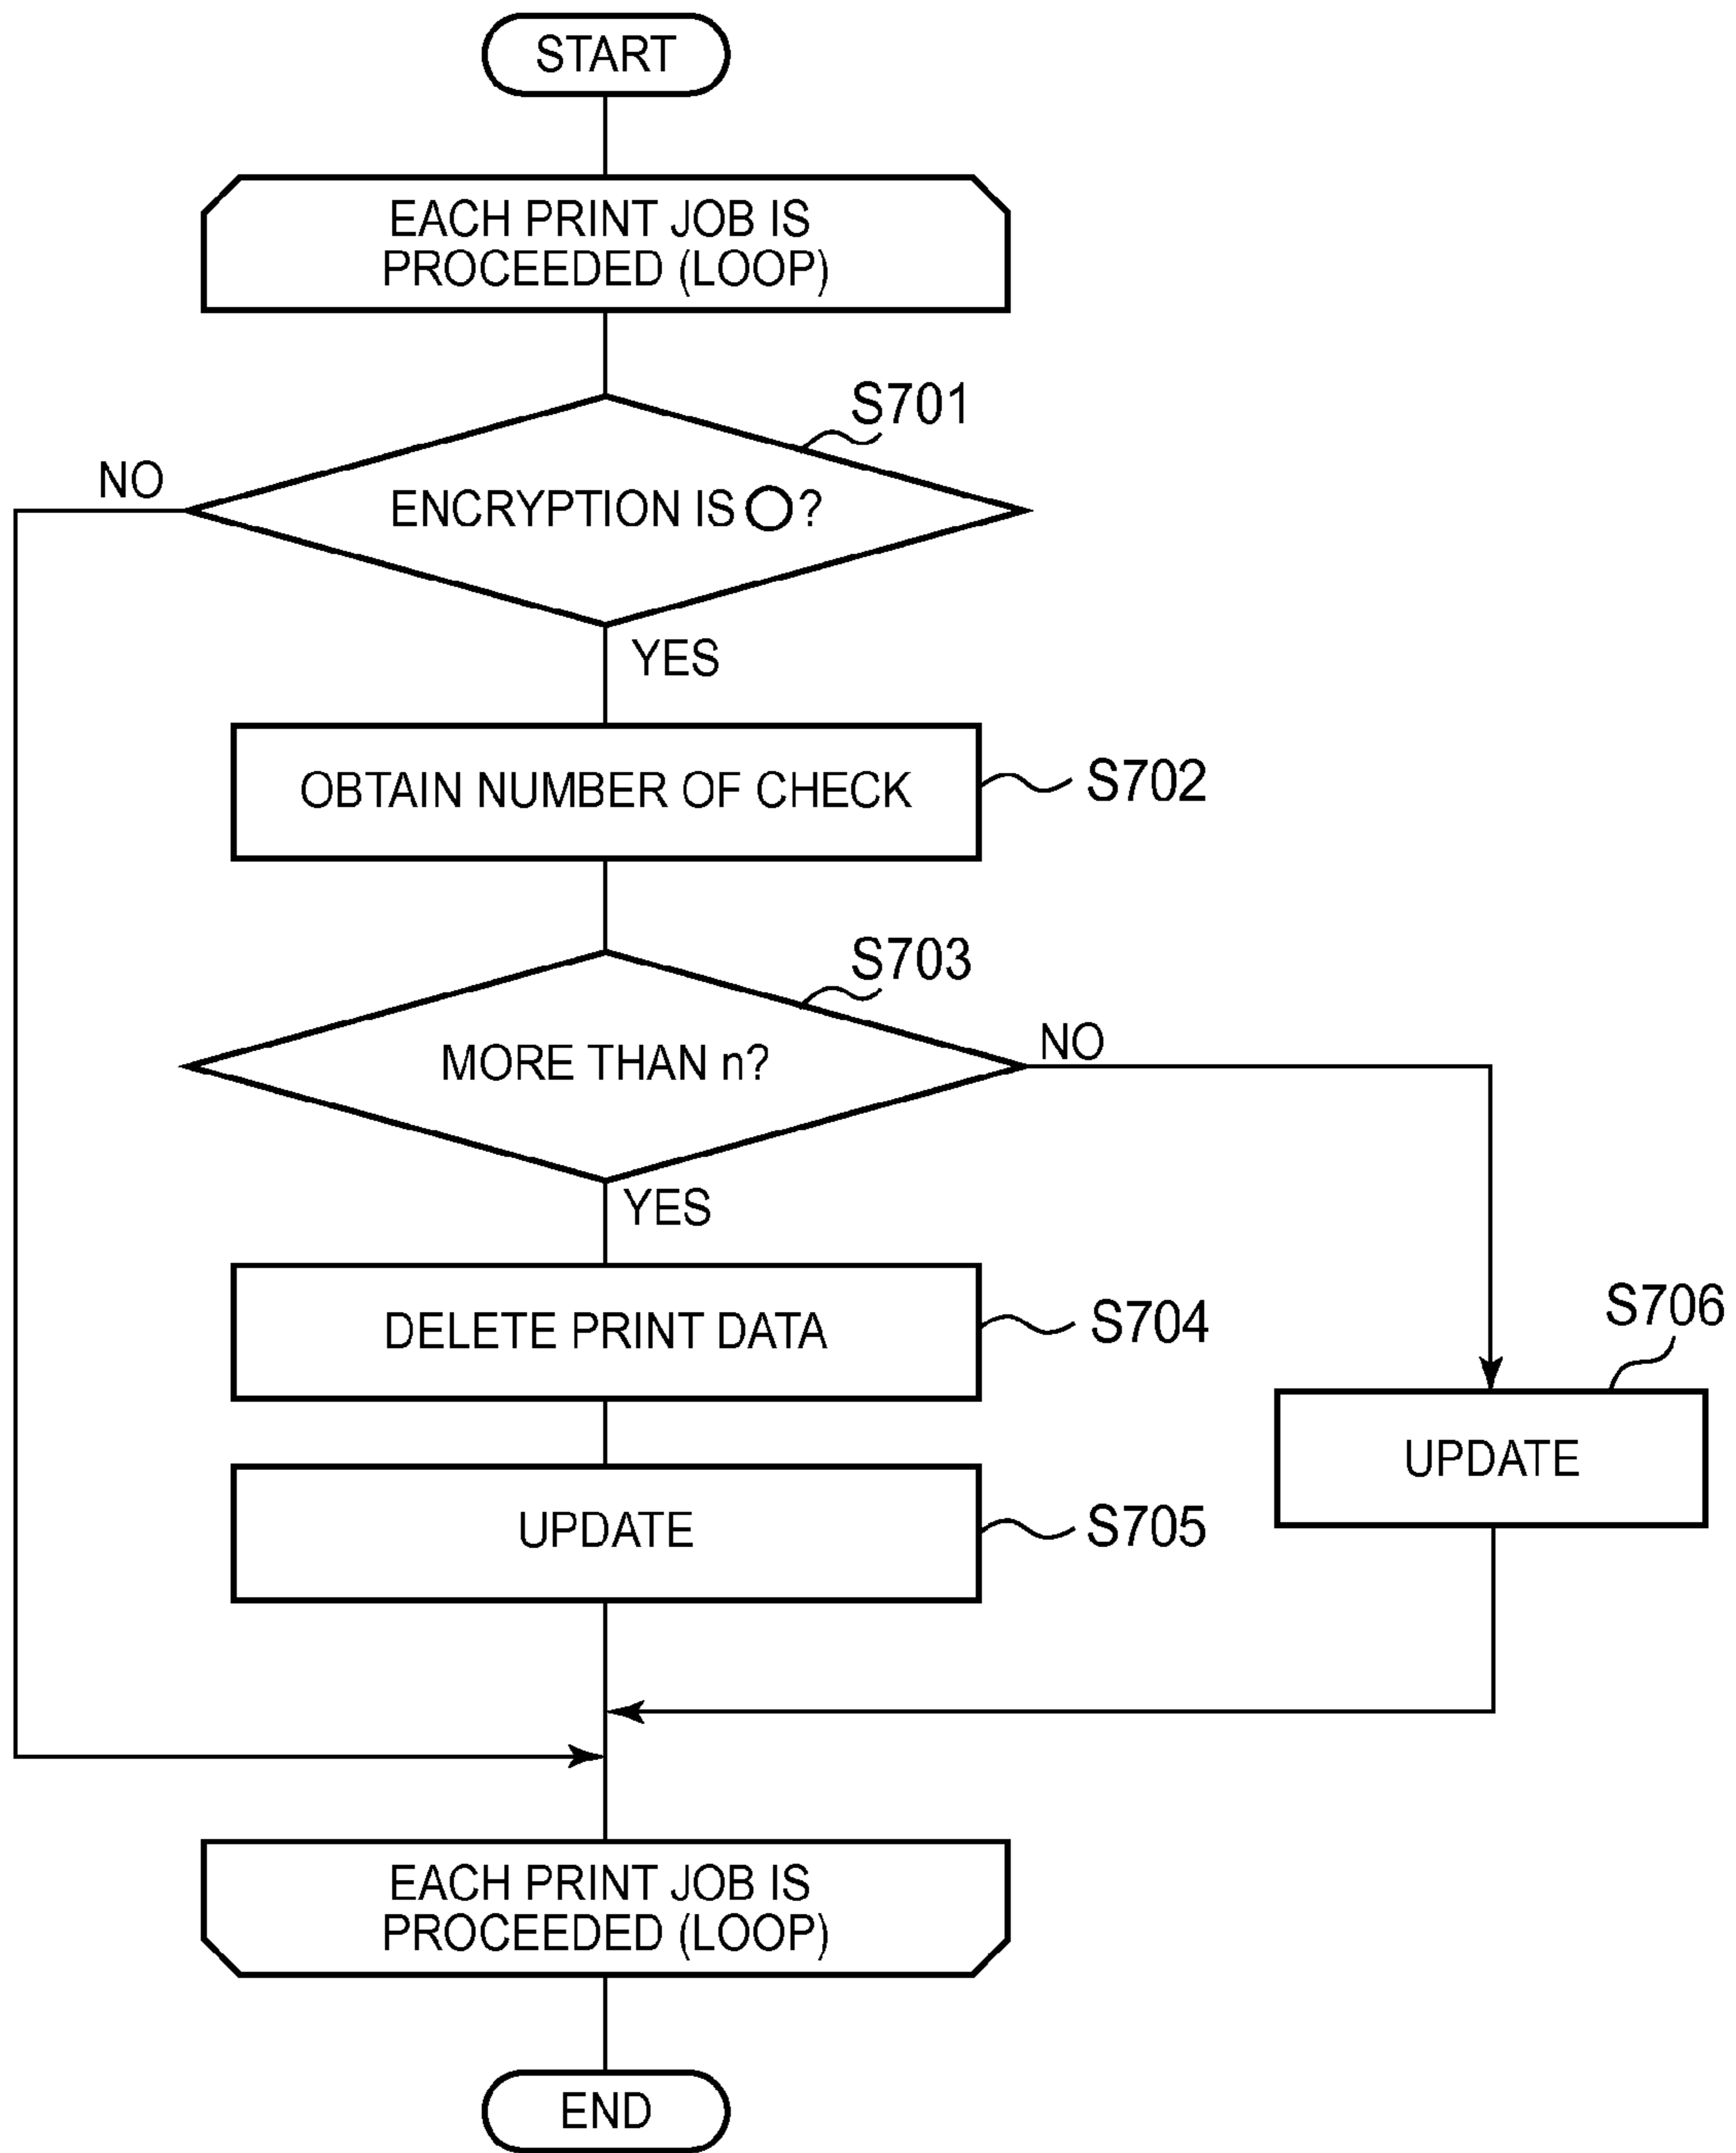 START
EACH PRINT JOB IS
PROCEEDED (LOOP)
S701
NO
ENCRYPTION IS ○?
YES
OBTAIN NUMBER OF CHECK
S702
S703
MORE THAN n?
NO
YES
DELETE PRINT DATA
S704
S706
UPDATE
UPDATE
S705
EACH PRINT JOB IS
PROCEEDED (LOOP)
END